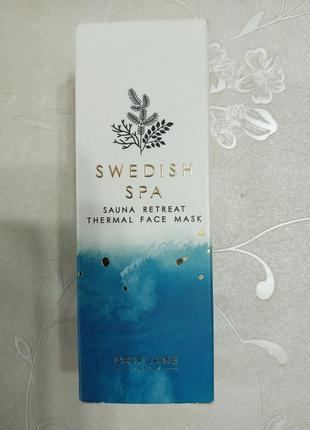 SWEDISH
SPA
SAUNA RETREAT
THERMAL FACE MASK
ORIFLAME